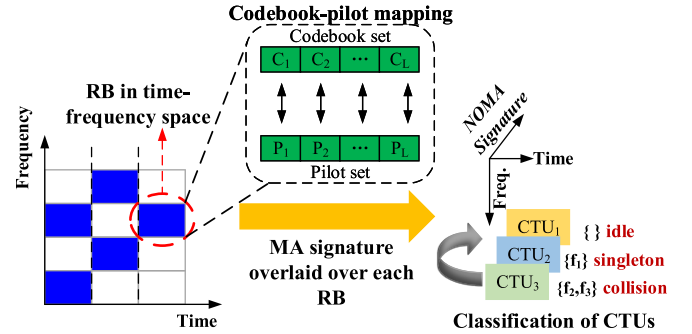 Codebook-pilot mapping
Codebook set
C1 C2 ... CL
P1 P2 ... PL
Pilot set
RB in time-
frequency space
Frequency
Time
MA signature
overlaid over each
RB
NOMA
Signature
Time
Freq.
CTU1 { } idle
CTU2 {f1} singleton
CTU3 {f2,f3} collision
Classification of CTUs